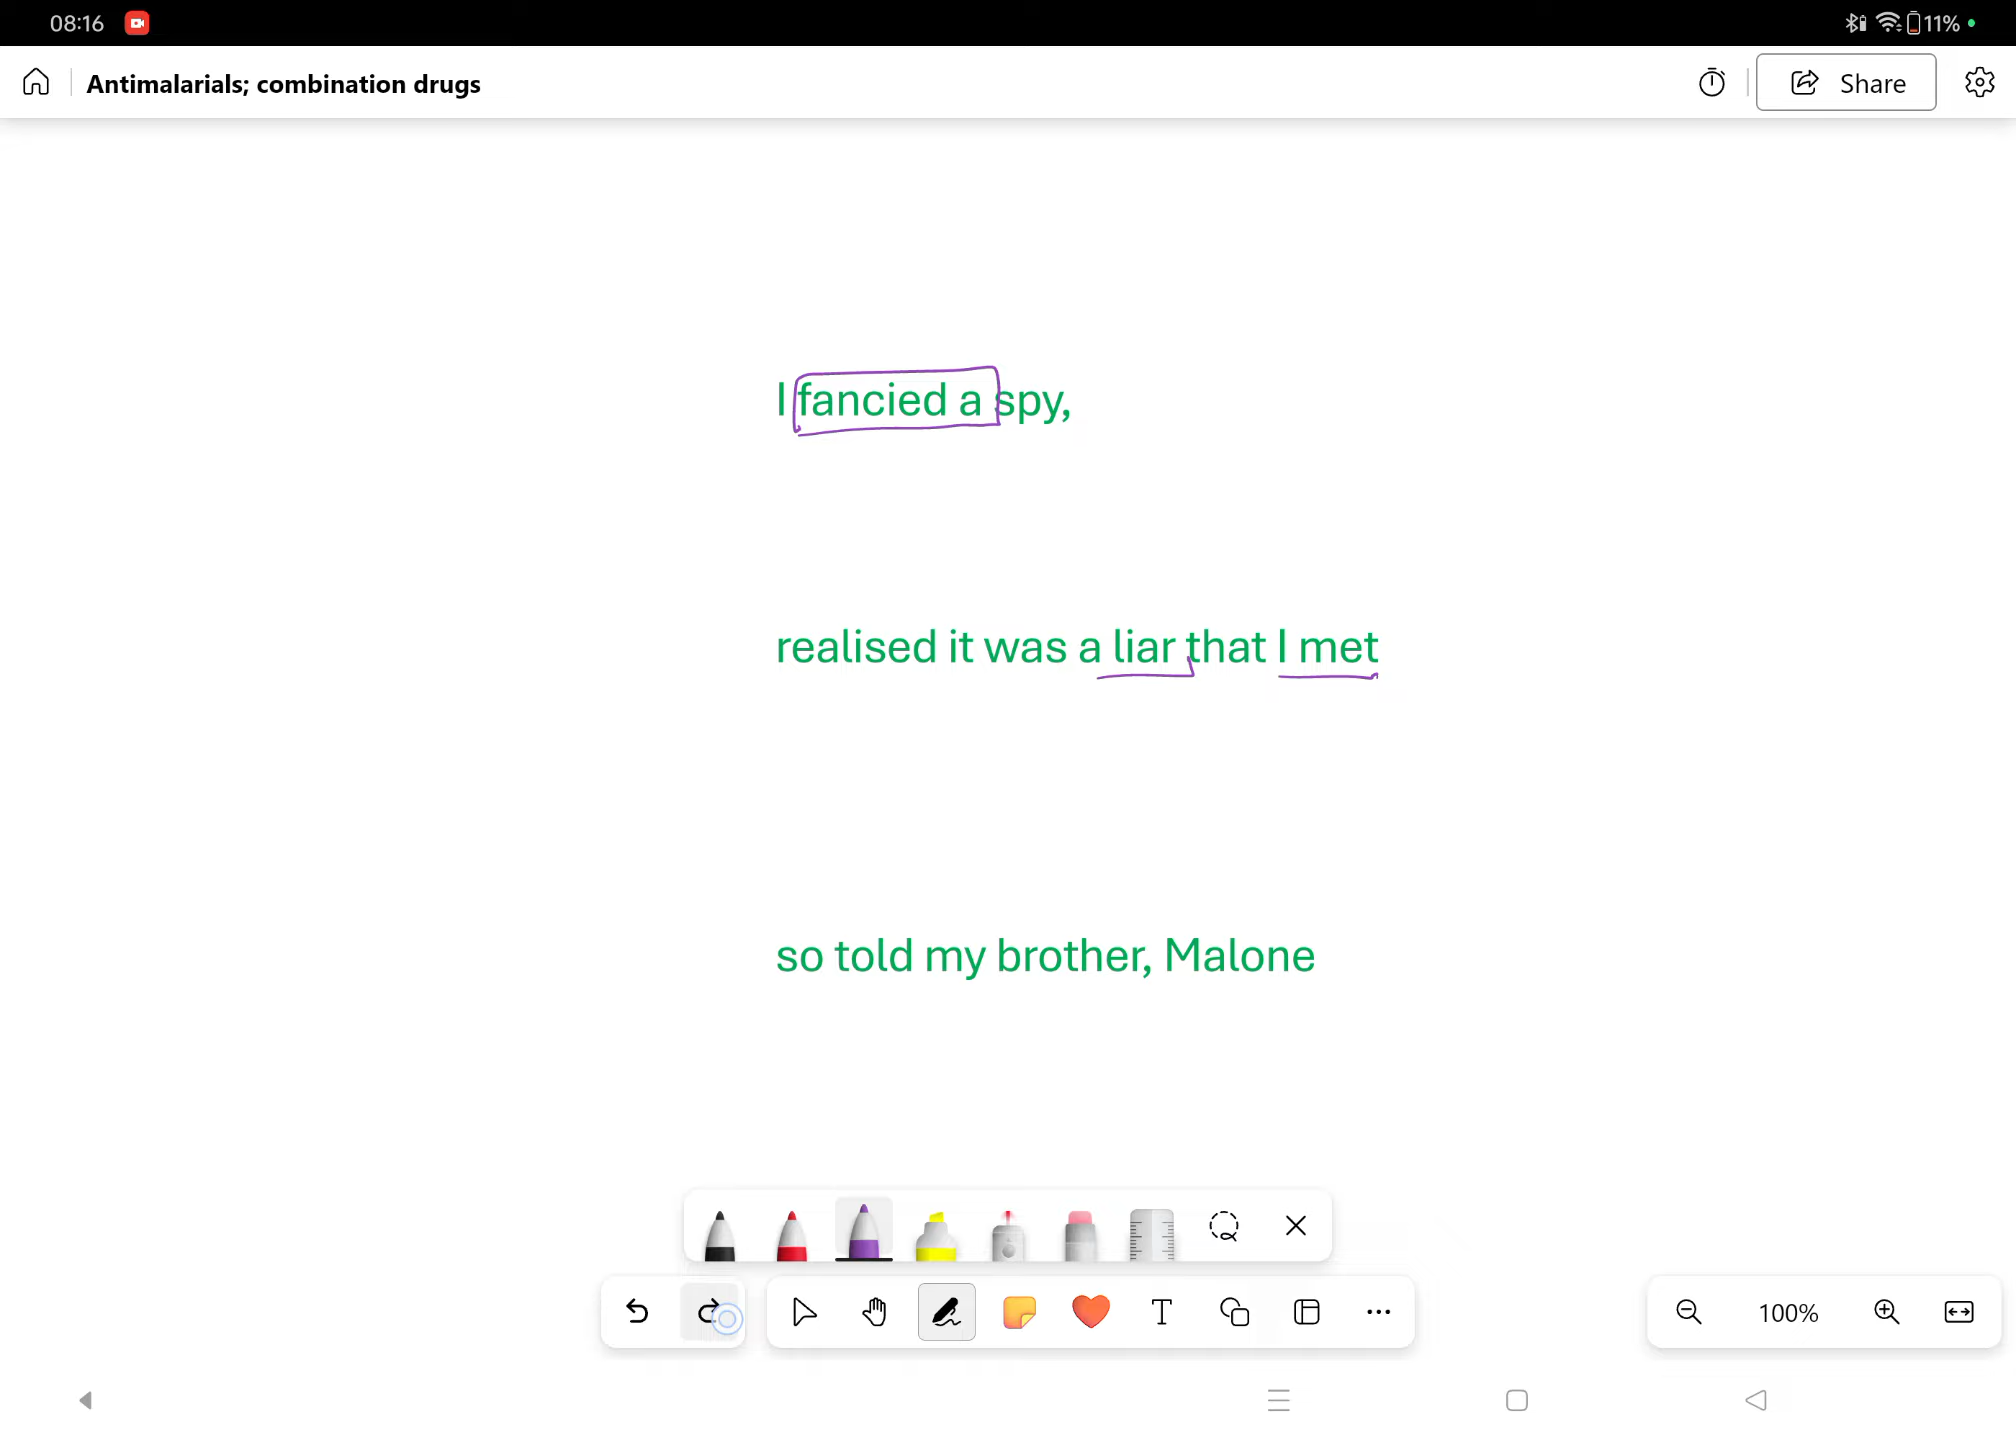 08:16
11%
Antimalarials; combination drugs
Share
I fancied a spy,
realised it was a liar that I met
so told my brother, Malone
100%